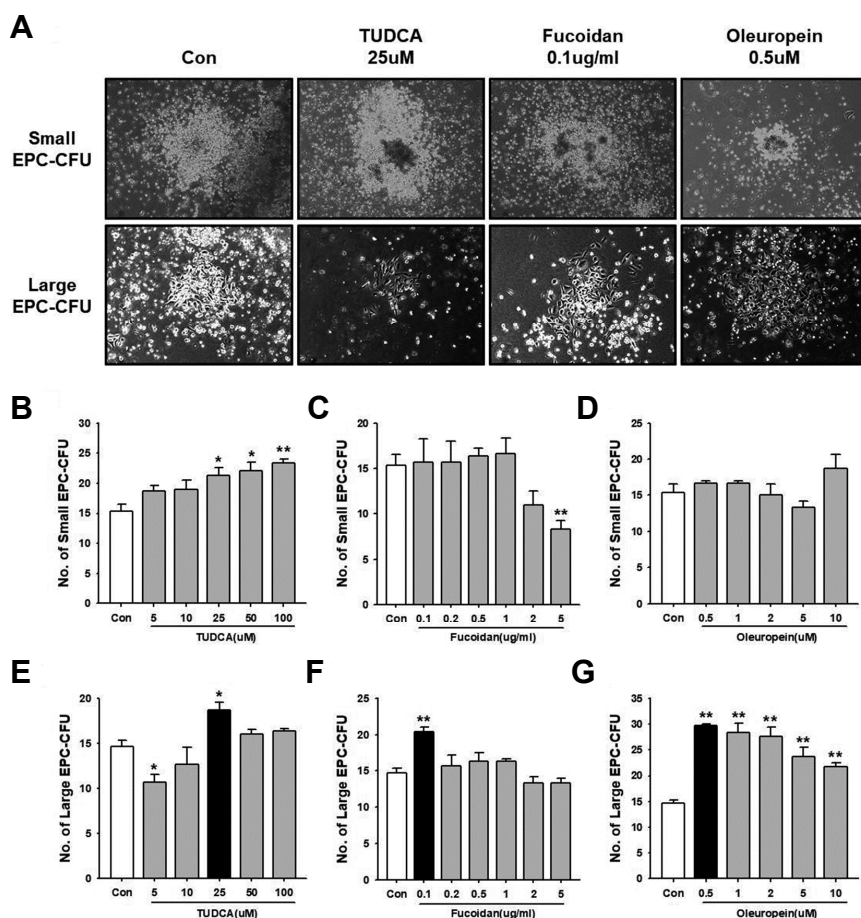 A
Con
TUDCA
25uM
Fucoidan
0.1ug/ml
Oleuropein
0.5uM
Small
EPC-CFU
Large
EPC-CFU
B
No. of Small EPC-CFU
30
25
20
15
10
5
0
* * **
Con 5 10 25 50 100
TUDCA(uM)
C
No. of Small EPC-CFU
20
15
10
5
0
**
Con 0.1 0.2 0.5 1 2 5
Fucoidan(ug/ml)
D
No. of Small EPC-CFU
25
20
15
10
5
0
Con 0.5 1 2 5 10
Oleuropein(uM)
E
No. of Large EPC-CFU
20
15
10
5
0
* *
Con 5 10 25 50 100
TUDCA(uM)
F
No. of Large EPC-CFU
25
20
15
10
5
0
**
Con 0.1 0.2 0.5 1 2 5
Fucoidan(ug/ml)
G
No. of Large EPC-CFU
35
30
25
20
15
10
5
0
** ** ** ** **
Con 0.5 1 2 5 10
Oleuropein(uM)